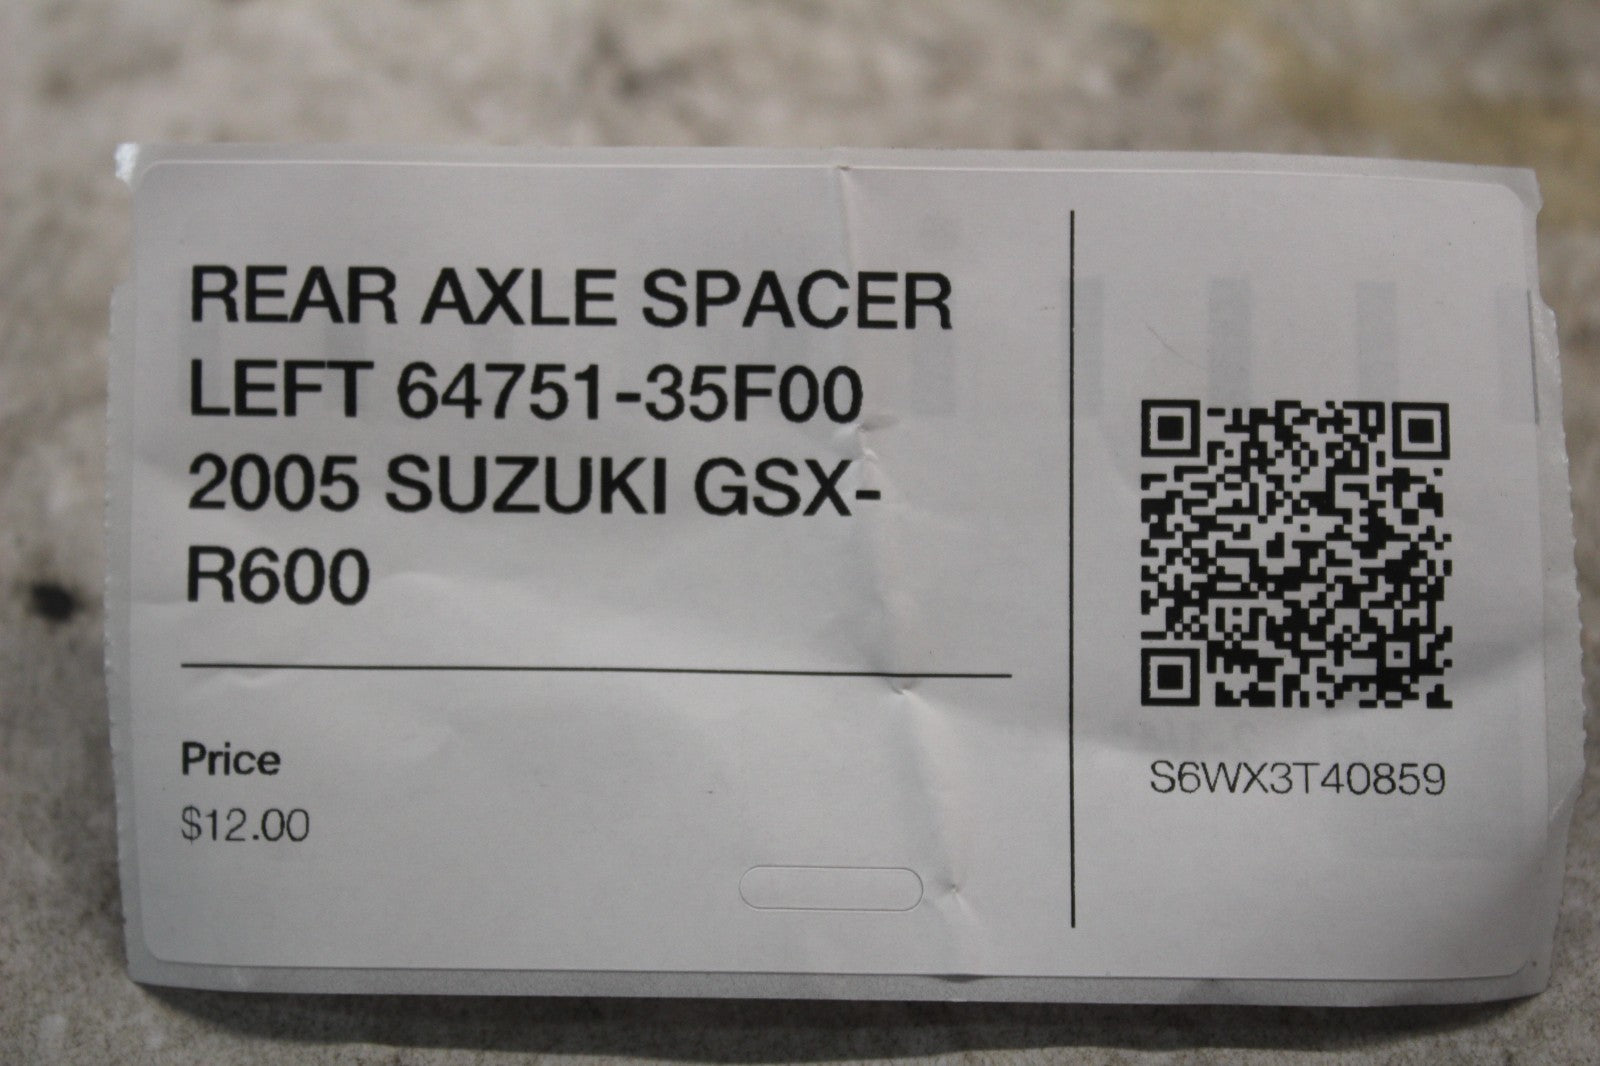 REAR AXLE SPACER
LEFT 64751-35F00
2005 SUZUKI GSX-
R600
Price
$12.00
S6WX3T40859